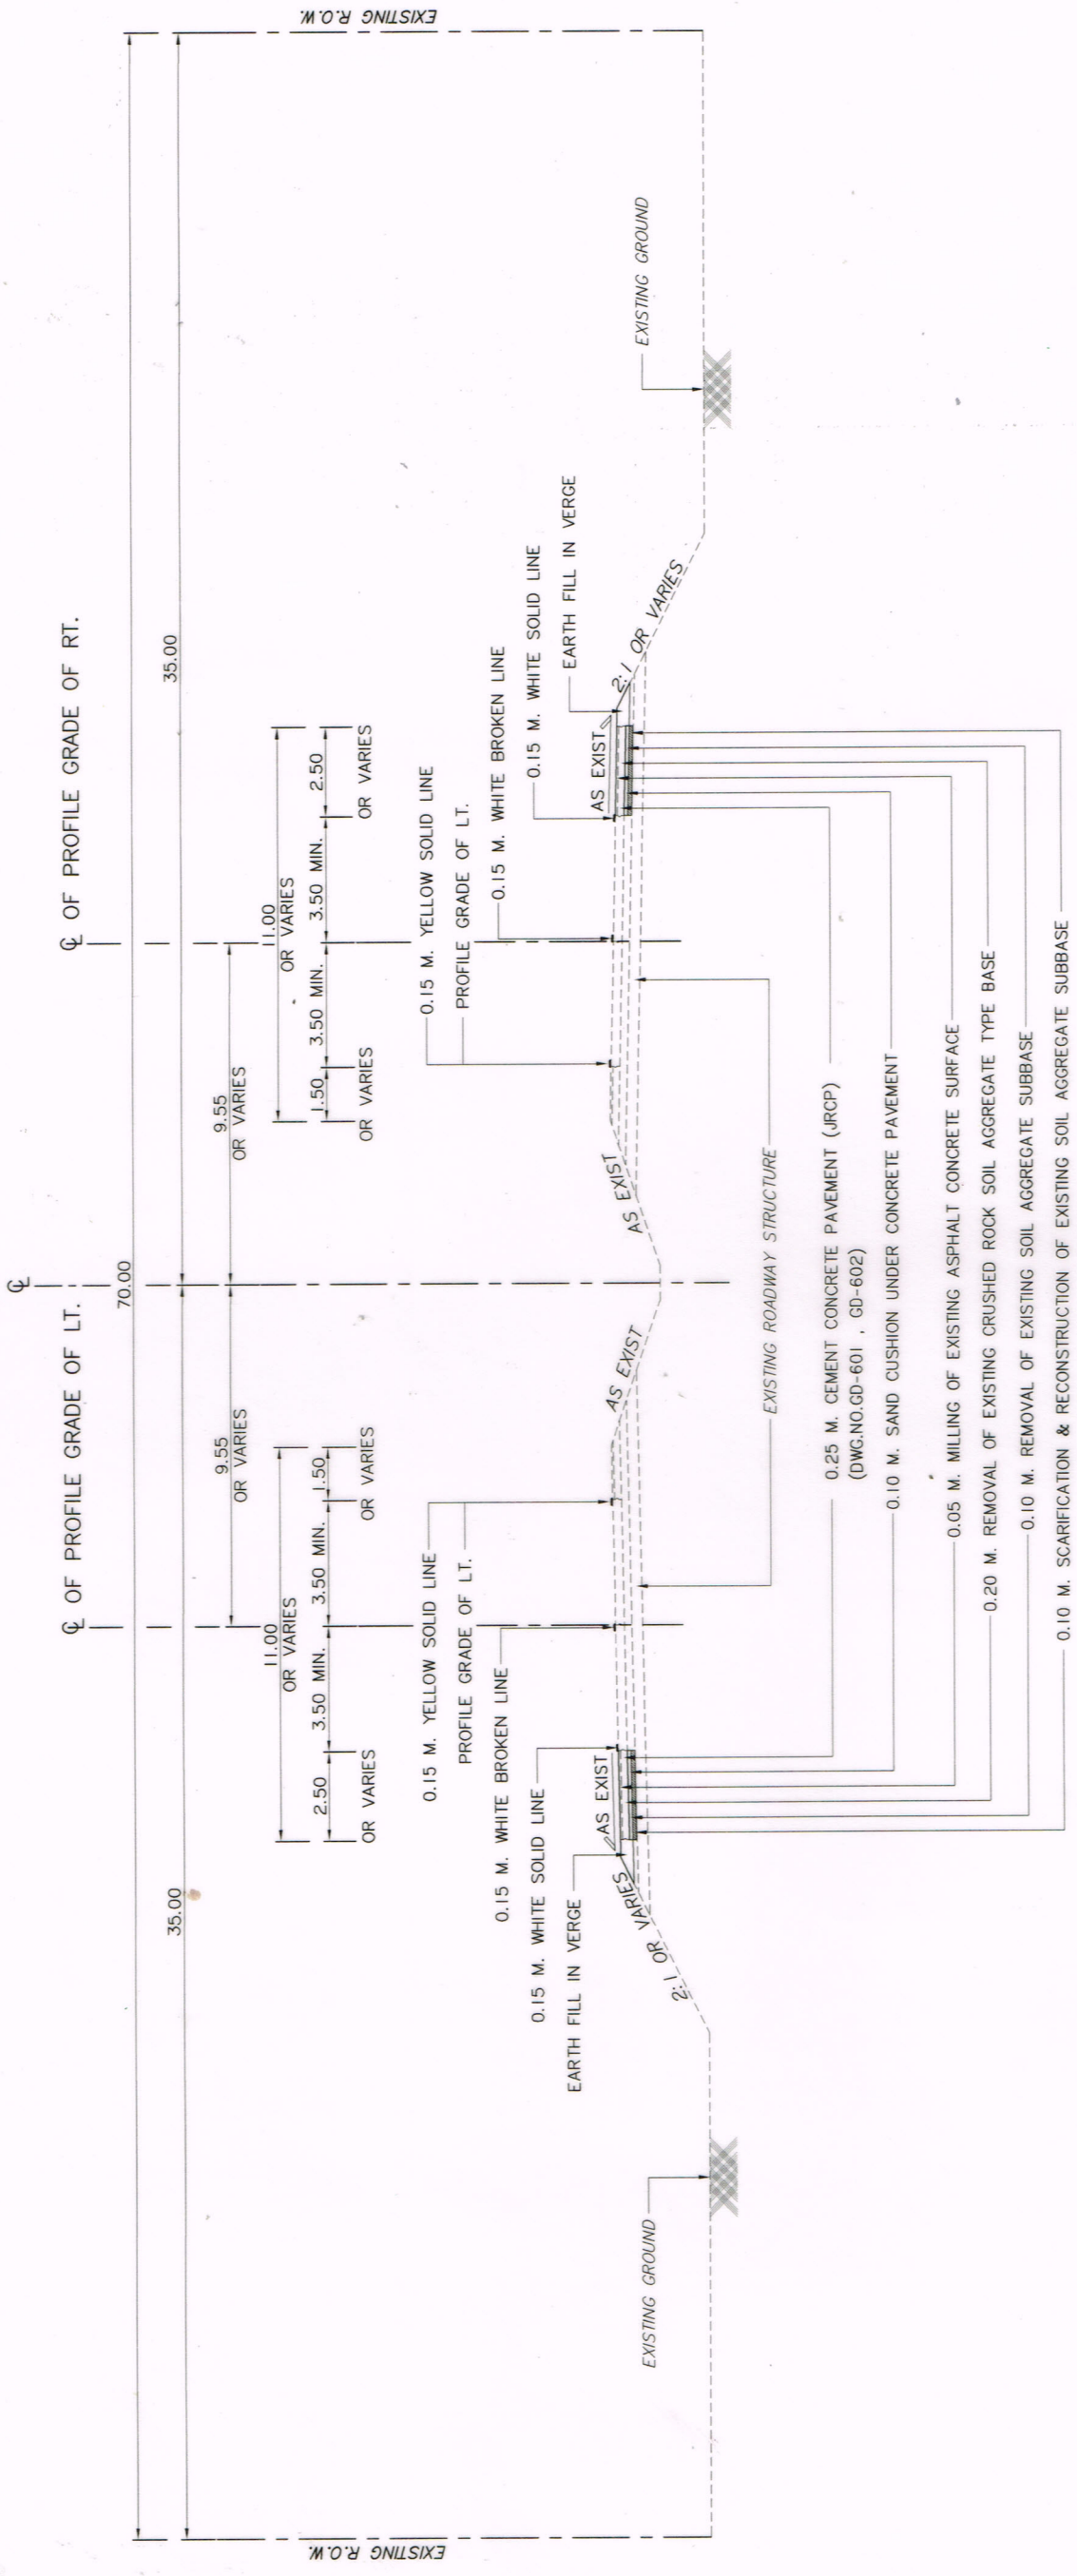 ℄
℄ OF PROFILE GRADE OF LT.
℄ OF PROFILE GRADE OF RT.
70.00
35.00
35.00
EXISTING R.O.W.
EXISTING R.O.W.
9.55
OR VARIES
9.55
OR VARIES
11.00
OR VARIES
11.00
OR VARIES
2.50
OR VARIES
3.50 MIN.
3.50 MIN.
1.50
OR VARIES
1.50
OR VARIES
3.50 MIN.
3.50 MIN.
2.50
OR VARIES
0.15 M. YELLOW SOLID LINE
PROFILE GRADE OF LT.
0.15 M. WHITE BROKEN LINE
0.15 M. WHITE SOLID LINE
EARTH FILL IN VERGE
0.15 M. YELLOW SOLID LINE
PROFILE GRADE OF LT.
0.15 M. WHITE BROKEN LINE
0.15 M. WHITE SOLID LINE
EARTH FILL IN VERGE
EXISTING GROUND
2:1 OR VARIES
AS EXIST
AS EXIST
AS EXIST
AS EXIST
2:1 OR VARIES
EXISTING GROUND
EXISTING ROADWAY STRUCTURE
0.25 M. CEMENT CONCRETE PAVEMENT (JRCP)
(DWG.NO.GD-601 , GD-602)
0.10 M. SAND CUSHION UNDER CONCRETE PAVEMENT
0.05 M. MILLING OF EXISTING ASPHALT CONCRETE SURFACE
0.20 M. REMOVAL OF EXISTING CRUSHED ROCK SOIL AGGREGATE TYPE BASE
0.10 M. REMOVAL OF EXISTING SOIL AGGREGATE SUBBASE
0.10 M. SCARIFICATION & RECONSTRUCTION OF EXISTING SOIL AGGREGATE SUBBASE